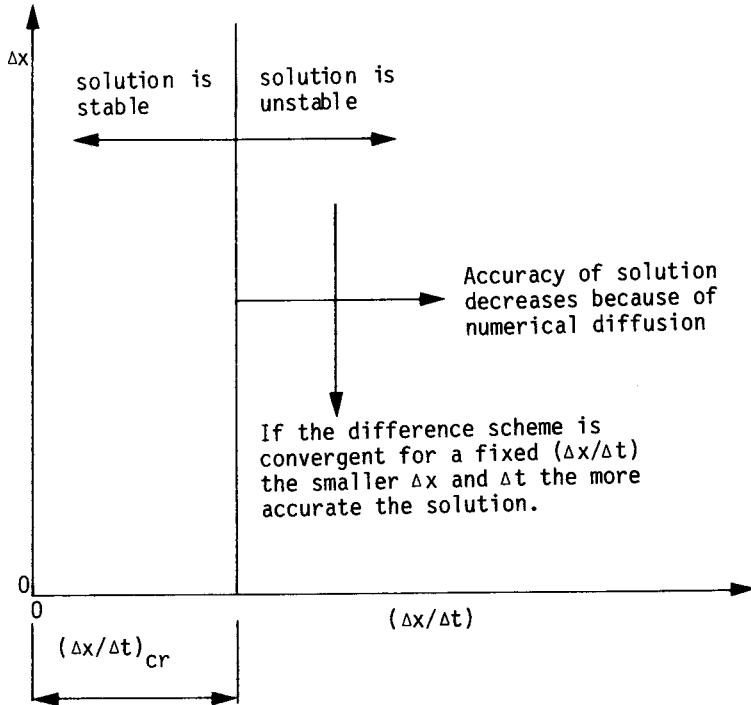 Δx
solution is
stable
solution is
unstable
Accuracy of solution
decreases because of
numerical diffusion
If the difference scheme is
convergent for a fixed (Δx/Δt)
the smaller Δx and Δt the more
accurate the solution.
0
0
(Δx/Δt)
(Δx/Δt)cr